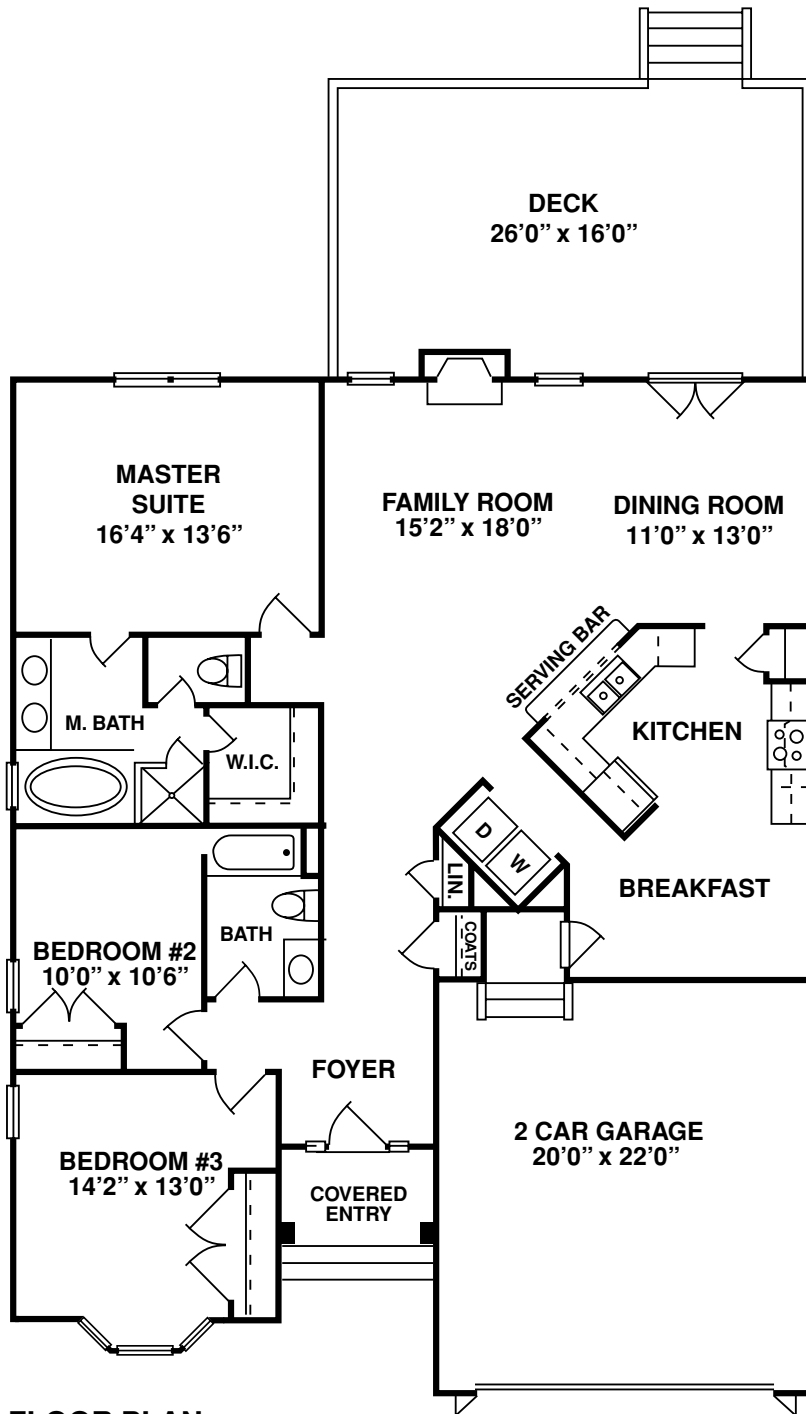 DECK
26’0” x 16’0”
MASTER
SUITE
16’4” x 13’6”
FAMILY ROOM
15’2” x 18’0”
DINING ROOM
11’0” x 13’0”
SERVING BAR
M. BATH
W.I.C.
KITCHEN
D
W
LIN.
BREAKFAST
BATH
COATS
BEDROOM #2
10’0” x 10’6”
FOYER
2 CAR GARAGE
20’0” x 22’0”
BEDROOM #3
14’2” x 13’0”
COVERED
ENTRY
FLOOR PLAN